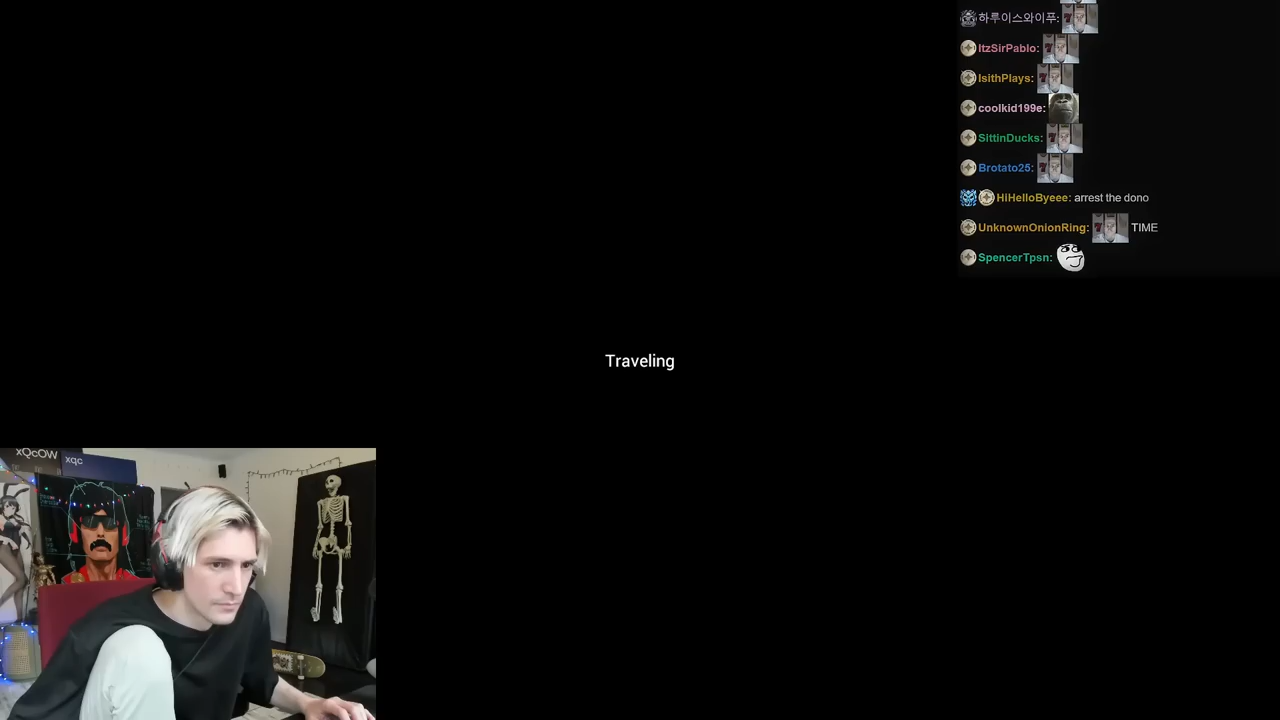 하루이스와이푸:
ItzSirPablo:
IsithPlays:
coolkid199e:
SittinDucks:
Brotato25:
HiHelloByeee: arrest the dono
UnknownOnionRing: TIME
SpencerTpsn:
Traveling
xQcOW
xqc